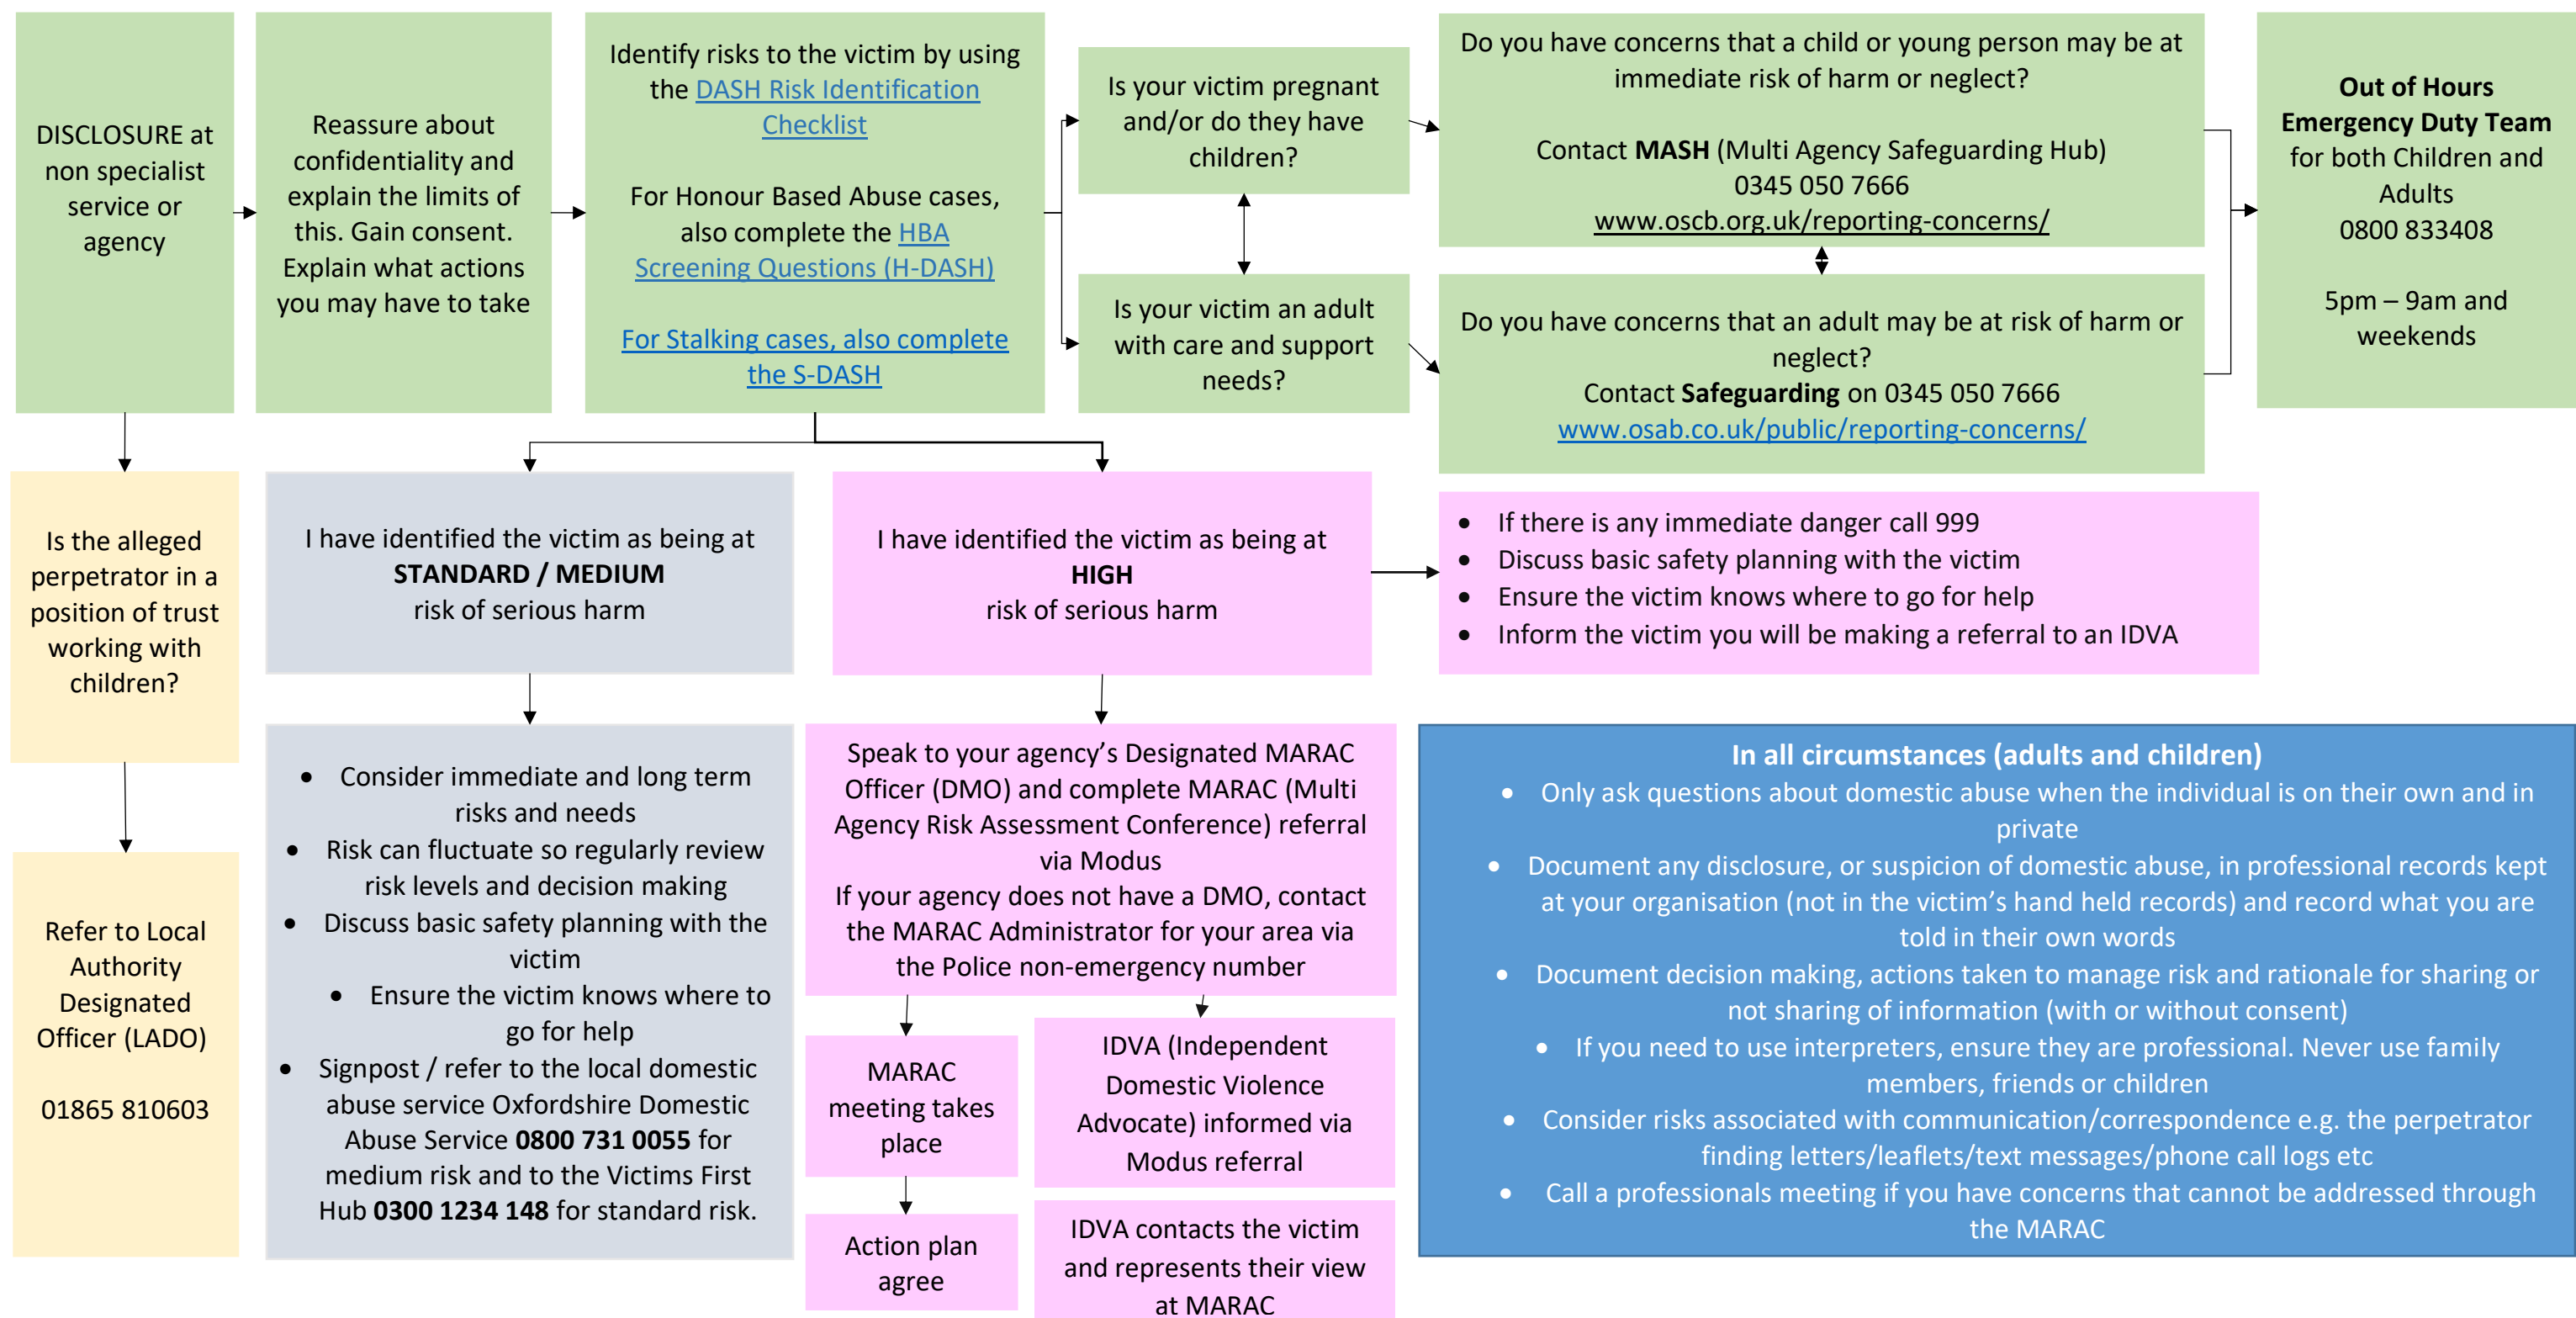 DISCLOSURE at
non specialist
service or
agency
Reassure about
confidentiality and
explain the limits of
this. Gain consent.
Explain what actions
you may have to take
Identify risks to the victim by using
the DASH Risk Identification
Checklist
For Honour Based Abuse cases,
also complete the HBA
Screening Questions (H-DASH)
For Stalking cases, also complete
the S-DASH
Is your victim pregnant
and/or do they have
children?
Is your victim an adult
with care and support
needs?
Do you have concerns that a child or young person may be at
immediate risk of harm or neglect?
Contact MASH (Multi Agency Safeguarding Hub)
0345 050 7666
www.oscb.org.uk/reporting-concerns/
Do you have concerns that an adult may be at risk of harm or
neglect?
Contact Safeguarding on 0345 050 7666
www.osab.co.uk/public/reporting-concerns/
Out of Hours
Emergency Duty Team
for both Children and
Adults
0800 833408
5pm – 9am and
weekends
Is the alleged
perpetrator in a
position of trust
working with
children?
Refer to Local
Authority
Designated
Officer (LADO)
01865 810603
I have identified the victim as being at
STANDARD / MEDIUM
risk of serious harm
• Consider immediate and long term
risks and needs
• Risk can fluctuate so regularly review
risk levels and decision making
• Discuss basic safety planning with the
victim
• Ensure the victim knows where to
go for help
• Signpost / refer to the local domestic
abuse service Oxfordshire Domestic
Abuse Service 0800 731 0055 for
medium risk and to the Victims First
Hub 0300 1234 148 for standard risk.
I have identified the victim as being at
HIGH
risk of serious harm
• If there is any immediate danger call 999
• Discuss basic safety planning with the victim
• Ensure the victim knows where to go for help
• Inform the victim you will be making a referral to an IDVA
Speak to your agency’s Designated MARAC
Officer (DMO) and complete MARAC (Multi
Agency Risk Assessment Conference) referral
via Modus
If your agency does not have a DMO, contact
the MARAC Administrator for your area via
the Police non-emergency number
MARAC
meeting takes
place
Action plan
agree
IDVA (Independent
Domestic Violence
Advocate) informed via
Modus referral
IDVA contacts the victim
and represents their view
at MARAC
In all circumstances (adults and children)
• Only ask questions about domestic abuse when the individual is on their own and in
private
• Document any disclosure, or suspicion of domestic abuse, in professional records kept
at your organisation (not in the victim’s hand held records) and record what you are
told in their own words
• Document decision making, actions taken to manage risk and rationale for sharing or
not sharing of information (with or without consent)
• If you need to use interpreters, ensure they are professional. Never use family
members, friends or children
• Consider risks associated with communication/correspondence e.g. the perpetrator
finding letters/leaflets/text messages/phone call logs etc
• Call a professionals meeting if you have concerns that cannot be addressed through
the MARAC